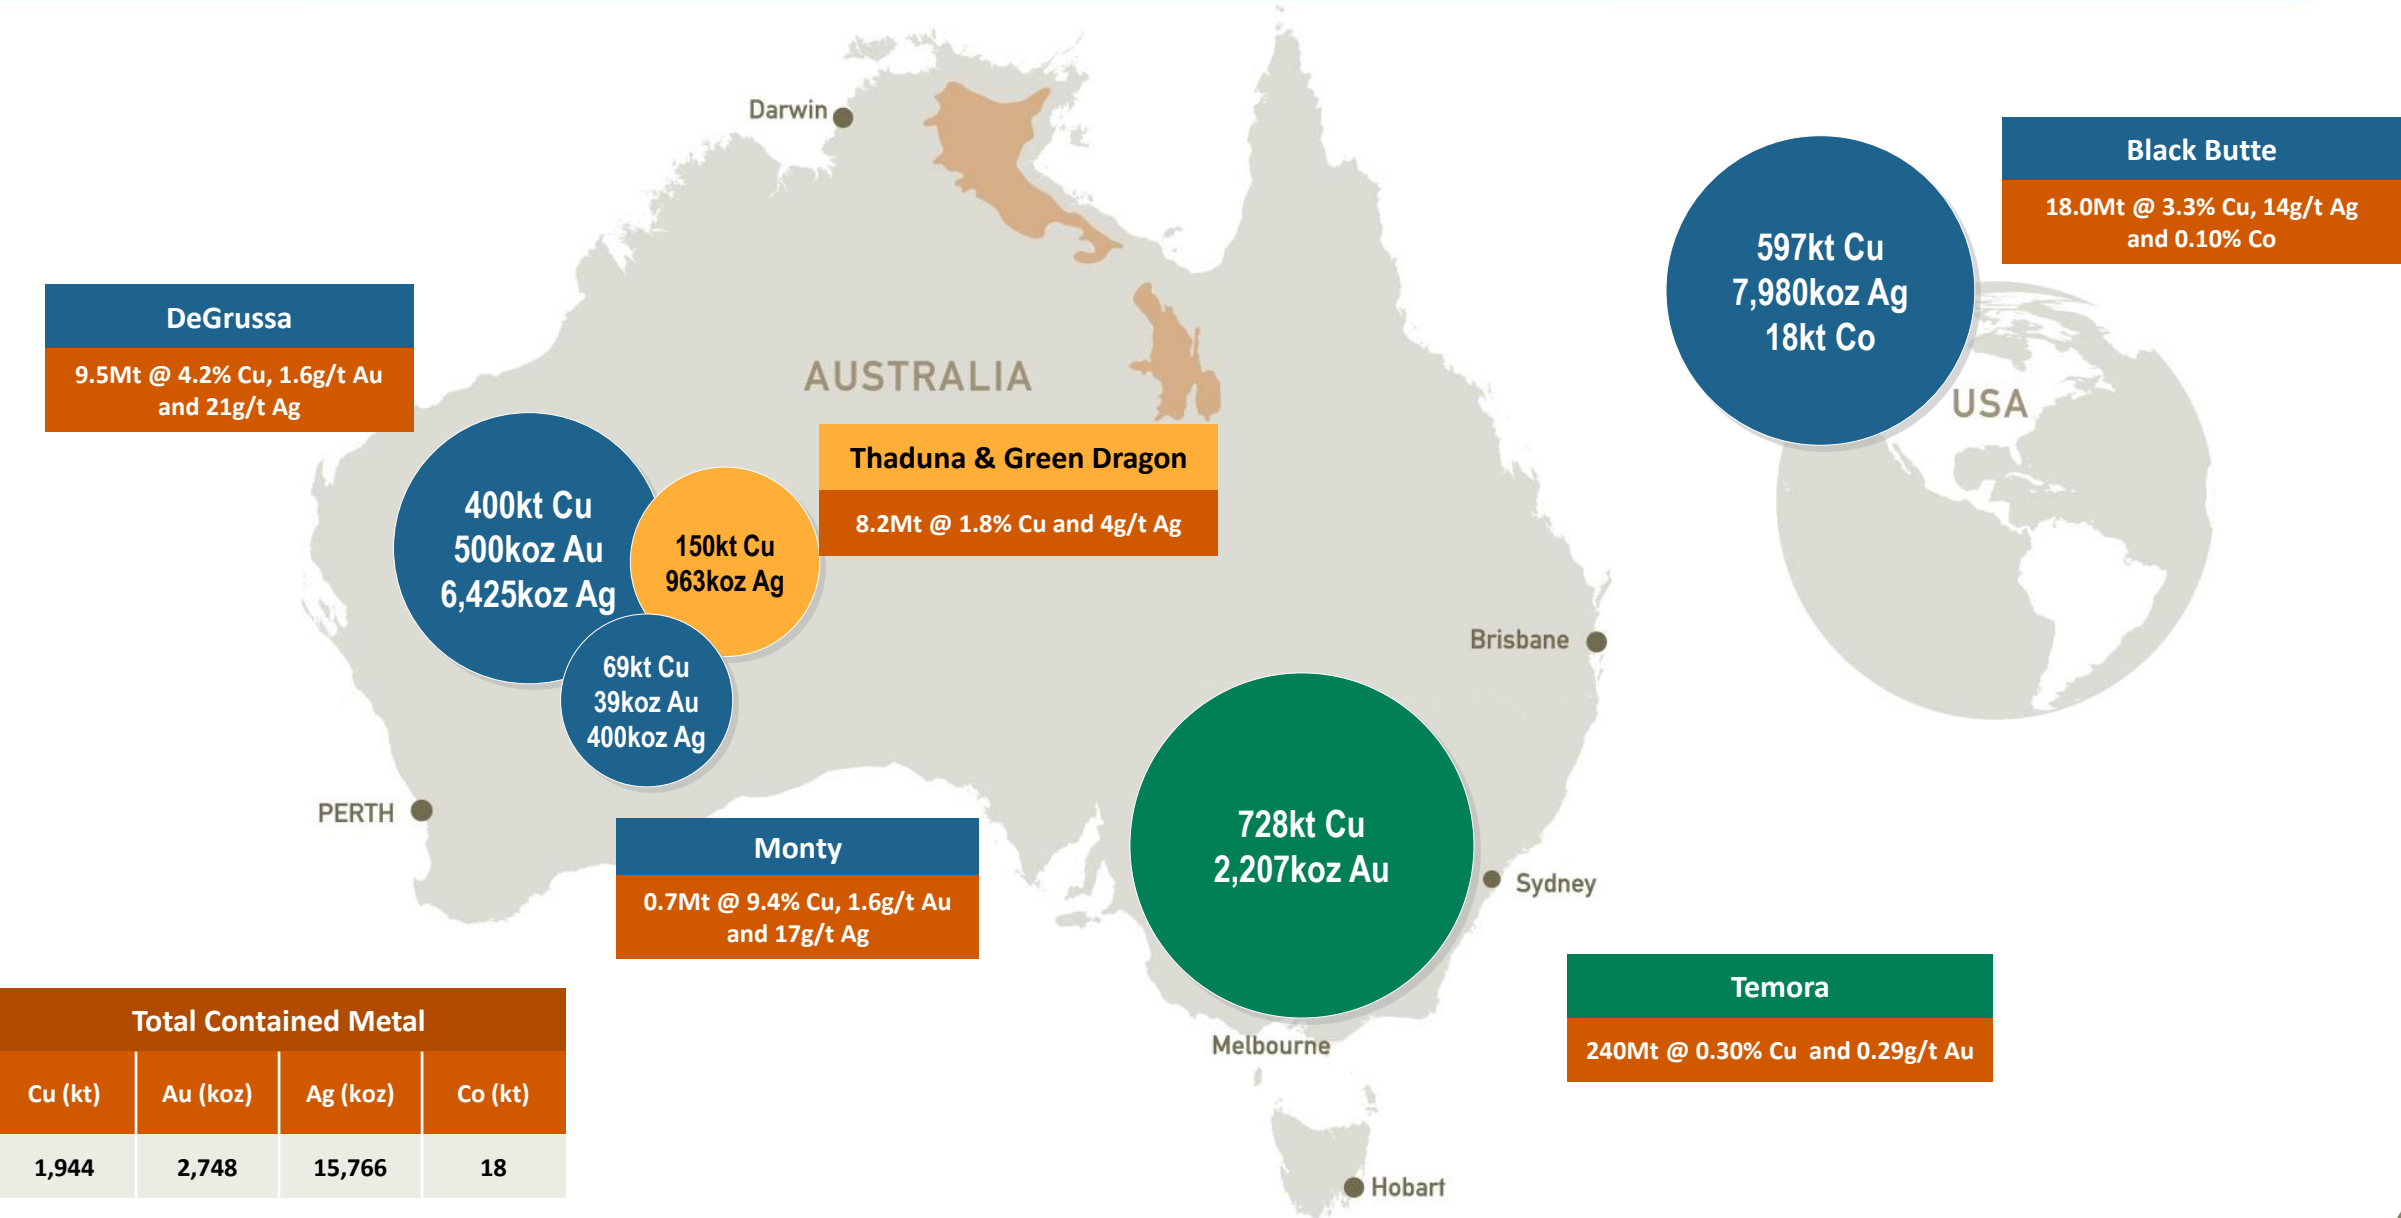 Darwin
AUSTRALIA
DeGrussa
9.5Mt @ 4.2% Cu, 1.6g/t Au
and 21g/t Ag
400kt Cu
500koz Au
6,425koz Ag
150kt Cu
963koz Ag
Thaduna & Green Dragon
8.2Mt @ 1.8% Cu and 4g/t Ag
69kt Cu
39koz Au
400koz Ag
Monty
0.7Mt @ 9.4% Cu, 1.6g/t Au
and 17g/t Ag
PERTH
Black Butte
18.0Mt @ 3.3% Cu, 14g/t Ag
and 0.10% Co
597kt Cu
7,980koz Ag
18kt Co
USA
Brisbane
728kt Cu
2,207koz Au
Sydney
Temora
240Mt @ 0.30% Cu and 0.29g/t Au
Melbourne
Hobart
Total Contained Metal
Cu (kt) Au (koz) Ag (koz) Co (kt)
1,944 2,748 15,766 18